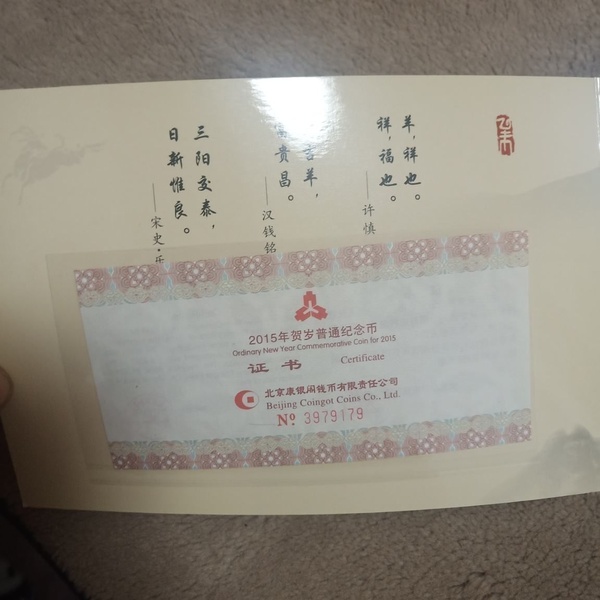 乙未
羊，祥也。
祥，福也。
——许慎
吉羊，
贵昌。
——汉钱铭
三阳交泰，
日新惟良。
——宋史·乐
2015年贺岁普通纪念币
Ordinary New Year Commemorative Coin for 2015
证书 Certificate
北京康银阁钱币有限责任公司
Beijing Coingot Coins Co., Ltd.
Nº 3979179